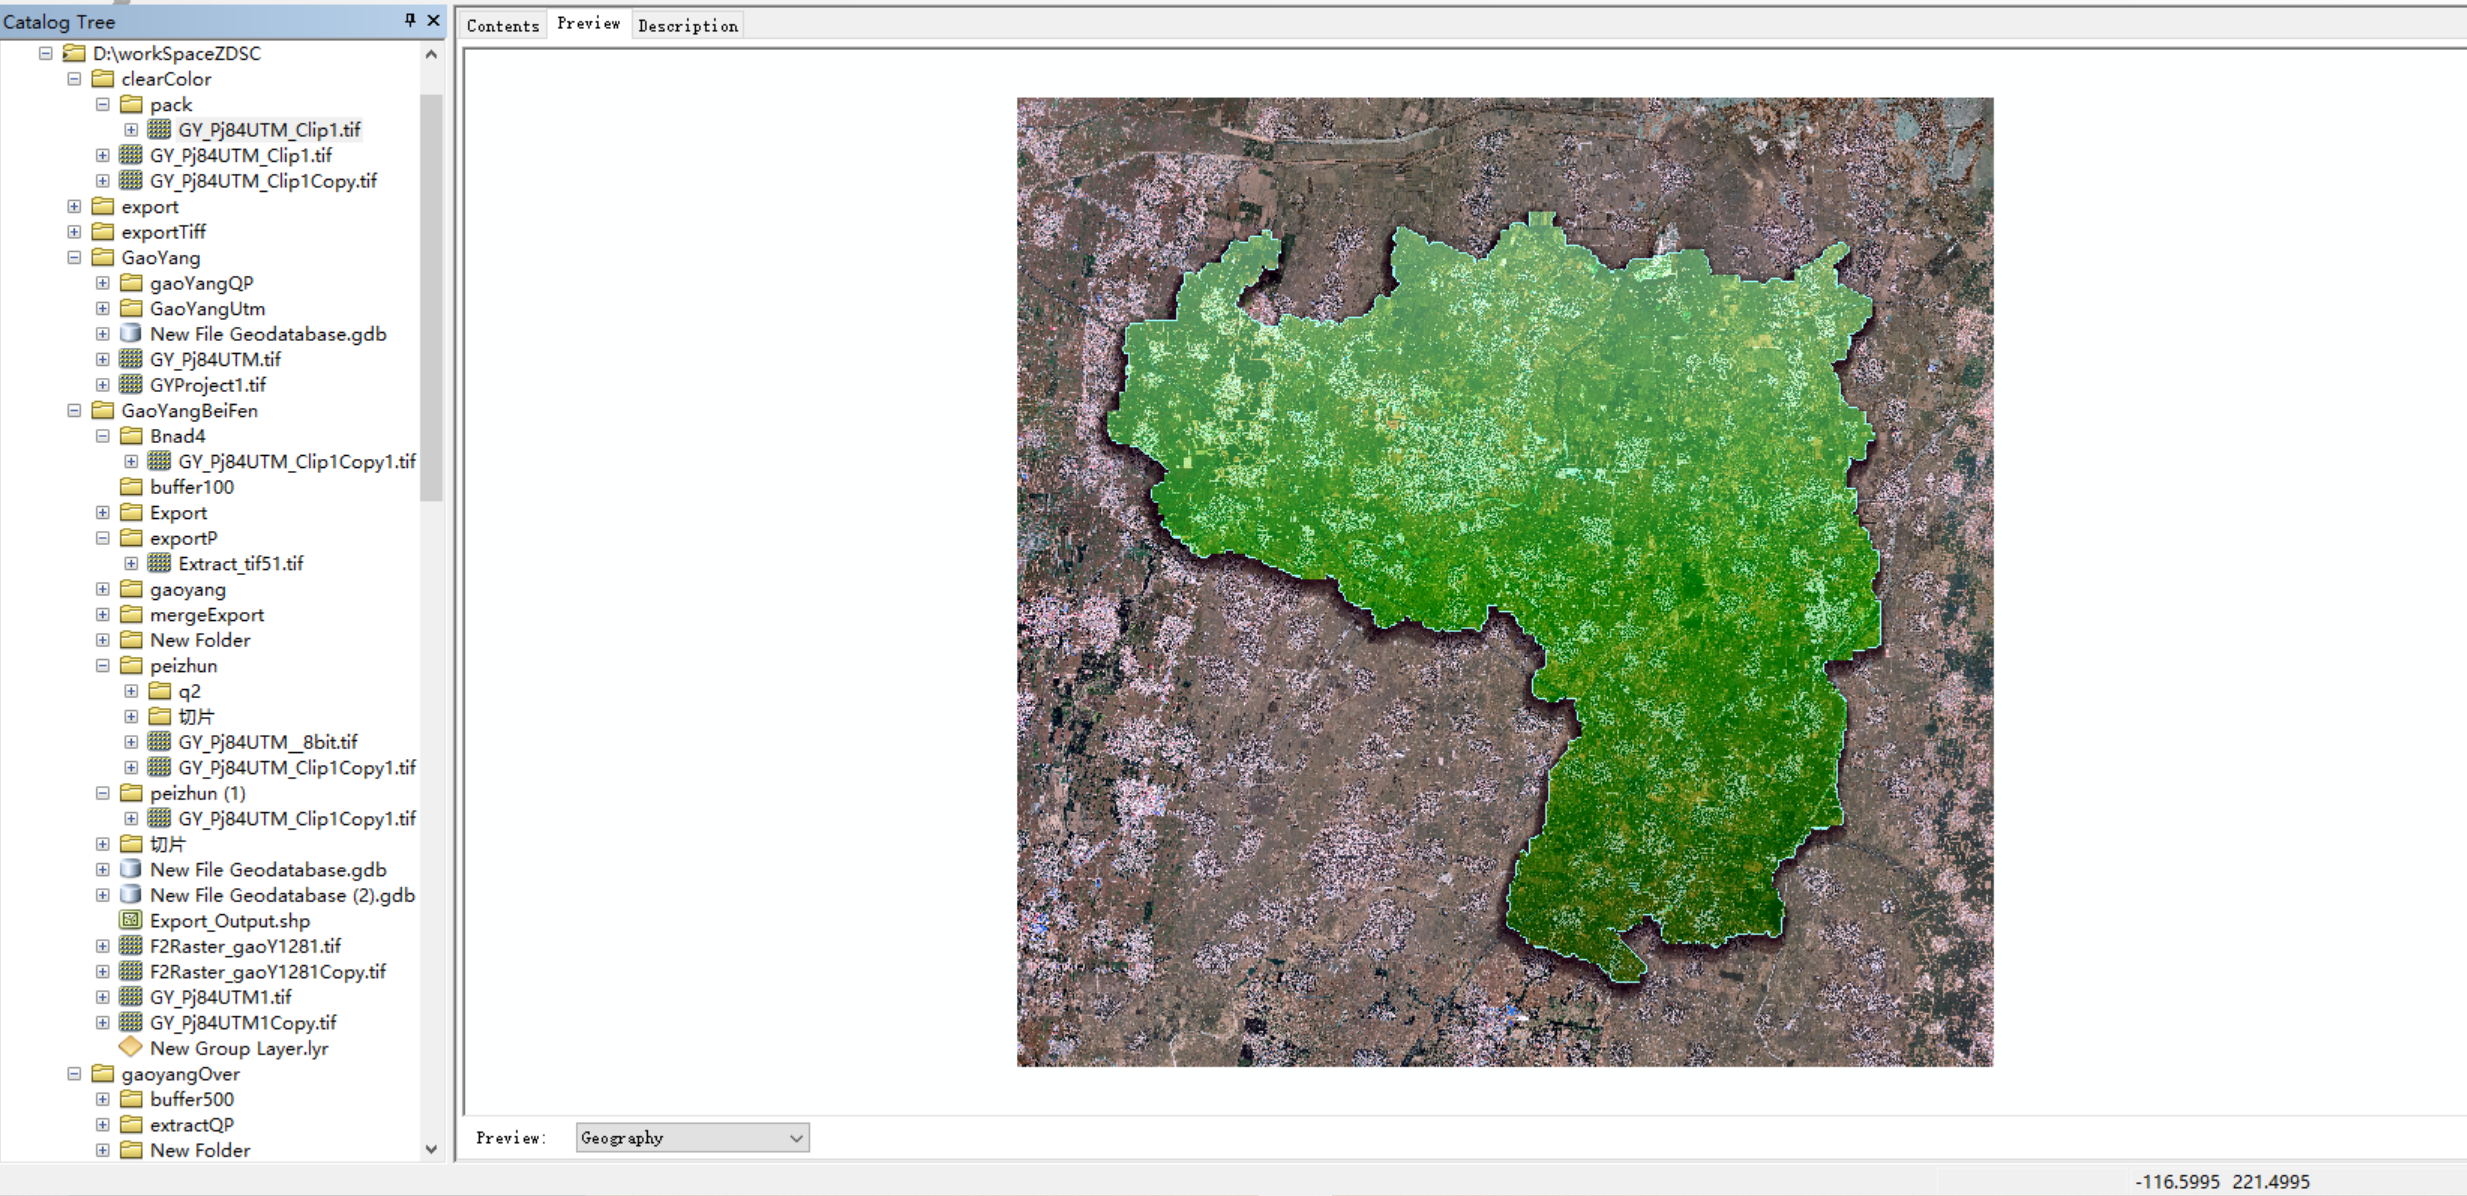 Catalog Tree
D:\workSpaceZDSC
clearColor
pack
GY_Pj84UTM_Clip1.tif
GY_Pj84UTM_Clip1.tif
GY_Pj84UTM_Clip1Copy.tif
export
exportTiff
GaoYang
gaoYangQP
GaoYangUtm
New File Geodatabase.gdb
GY_Pj84UTM.tif
GYProject1.tif
GaoYangBeiFen
Bnad4
GY_Pj84UTM_Clip1Copy1.tif
buffer100
Export
exportP
Extract_tif51.tif
gaoyang
mergeExport
New Folder
peizhun
q2
切片
GY_Pj84UTM__8bit.tif
GY_Pj84UTM_Clip1Copy1.tif
peizhun (1)
GY_Pj84UTM_Clip1Copy1.tif
切片
New File Geodatabase.gdb
New File Geodatabase (2).gdb
Export_Output.shp
F2Raster_gaoY1281.tif
F2Raster_gaoY1281Copy.tif
GY_Pj84UTM1.tif
GY_Pj84UTM1Copy.tif
New Group Layer.lyr
gaoyangOver
buffer500
extractQP
New Folder
Contents Preview Description
Preview: Geography
-116.5995 221.4995